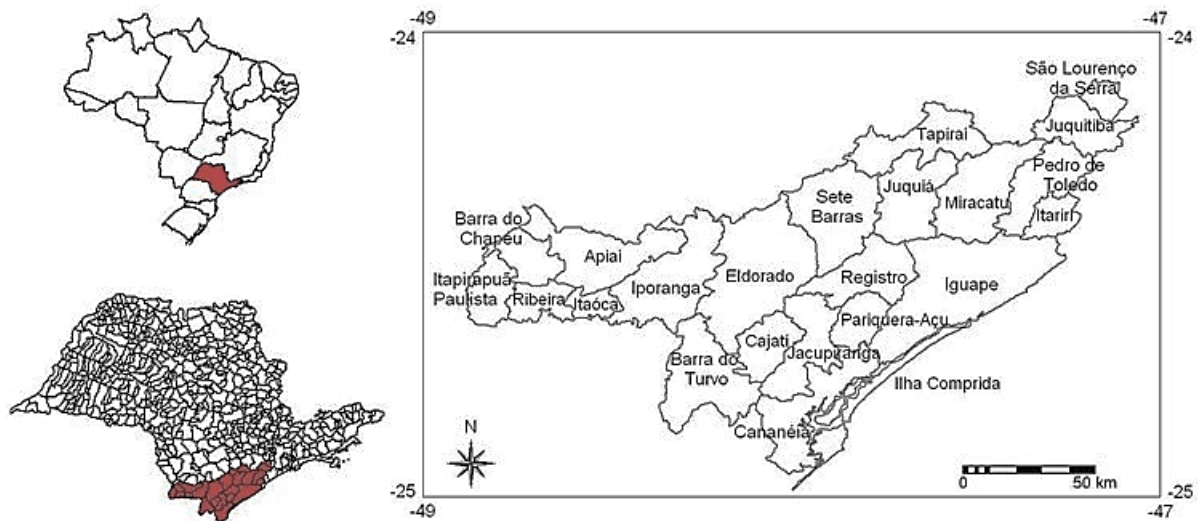 -49
-47
-24
-24
São Lourenço
da Serra
Juquitiba
Tapirai
Pedro de
Toledo
Juquiá
Miracatu
Sete
Barras
Itariri
Barra do
Chapéu
Apiai
Itapirapuã
Paulista
Ribeira
Itaóca
Iporanga
Eldorado
Registro
Iguape
Pariquera-Açu
Cajati
Jacupiranga
Barra do
Turvo
Ilha Comprida
Cananéia
N
0
50 km
-25
-25
-49
-47